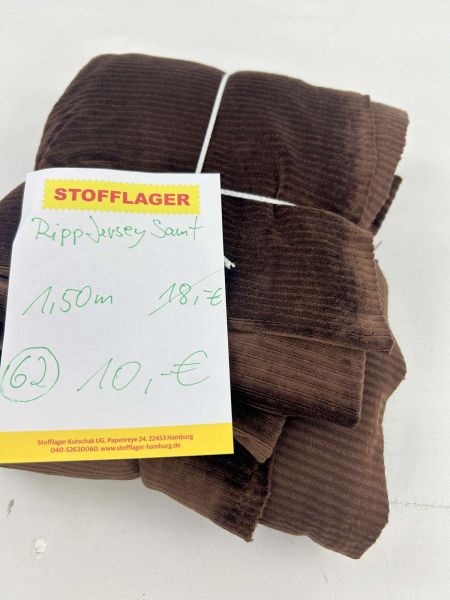 STOFFLAGER
Ripp Jersey Samt
1,50m 18,-€
62 10,-€
Stofflager Kutschak UG, Papenreye 24, 22453 Hamburg
040-52630060, www.stofflager-hamburg.de